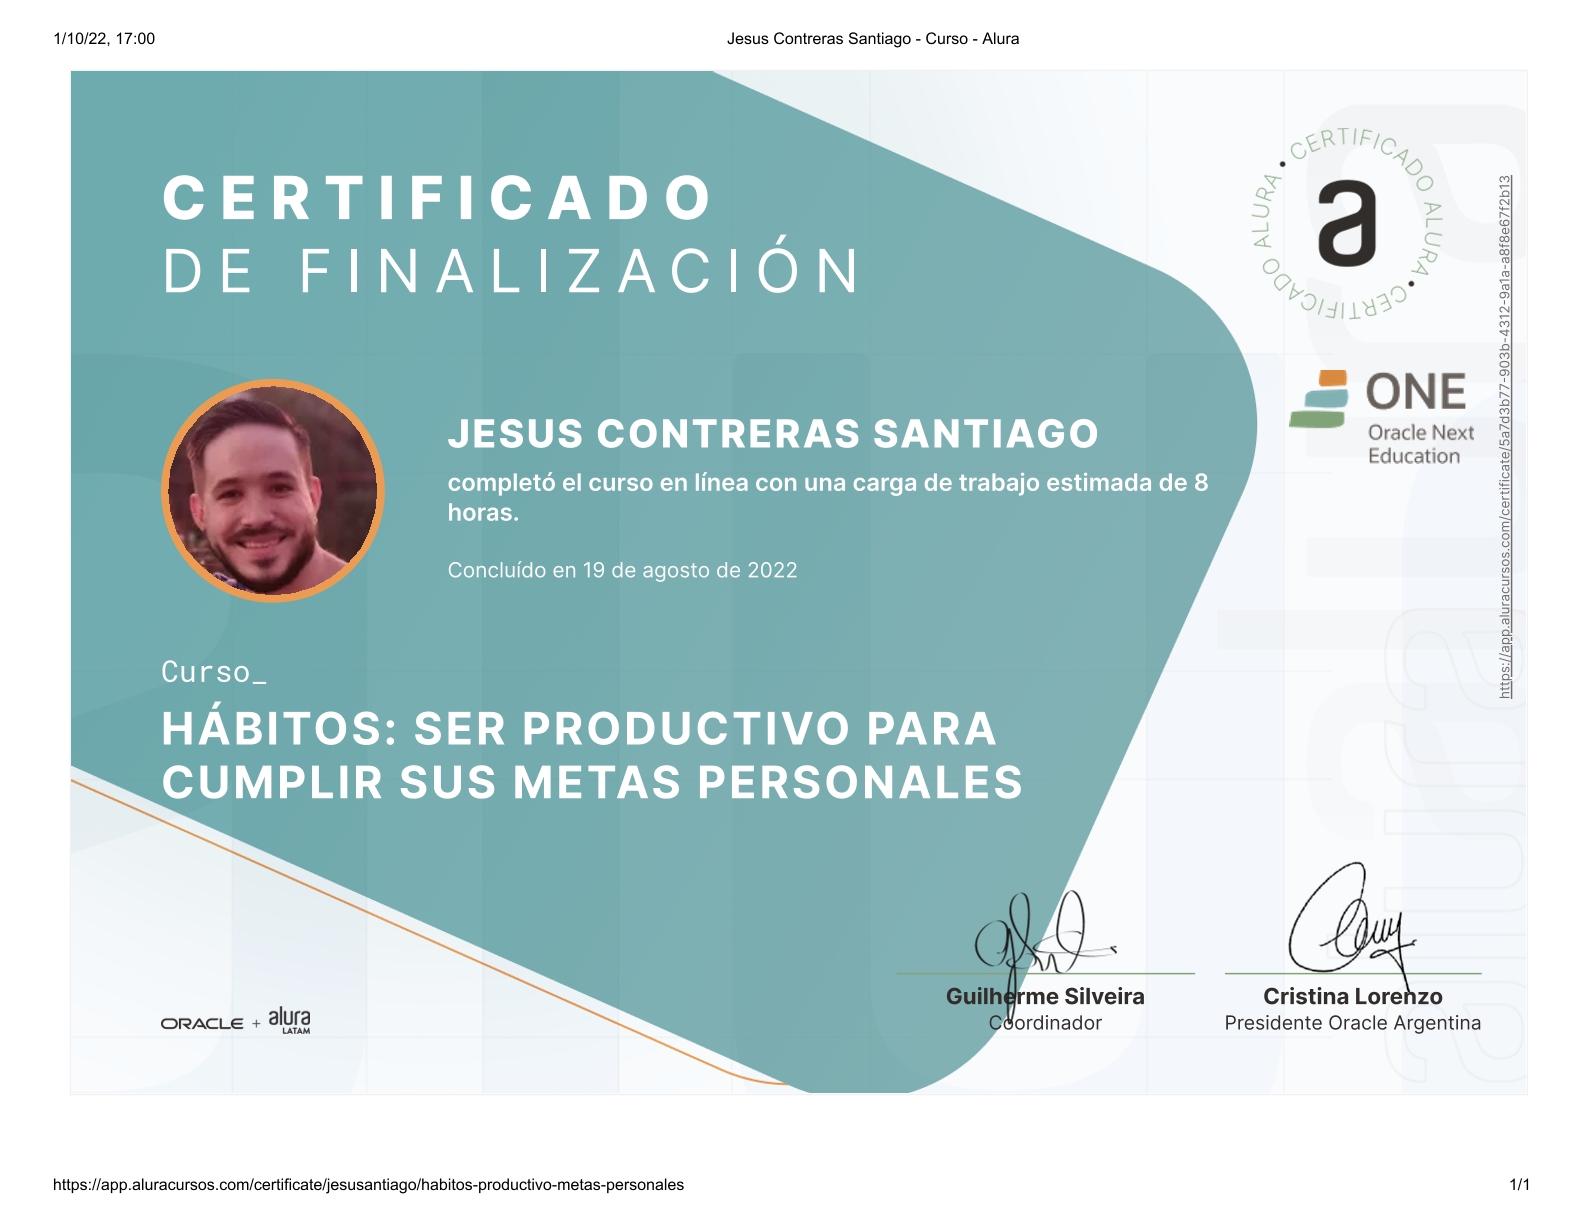 1/10/22, 17:00
Jesus Contreras Santiago - Curso - Alura
CERTIFICADO
DE FINALIZACIÓN
CERTIFICADO ALURA • CERTIFICADO ALURA •
a
ONE
Oracle Next
Education
https://app.aluracursos.com/certificate/5a7d3b77-903b-4312-9a1a-a8f8e67f2b13
JESUS CONTRERAS SANTIAGO
completó el curso en línea con una carga de trabajo estimada de 8
horas.
Concluído en 19 de agosto de 2022
Curso_
HÁBITOS: SER PRODUCTIVO PARA
CUMPLIR SUS METAS PERSONALES
alura
Guilherme Silveira
Coordinador
Cristina Lorenzo
Presidente Oracle Argentina
ORACLE + alura
LATAM
https://app.aluracursos.com/certificate/jesusantiago/habitos-productivo-metas-personales
1/1